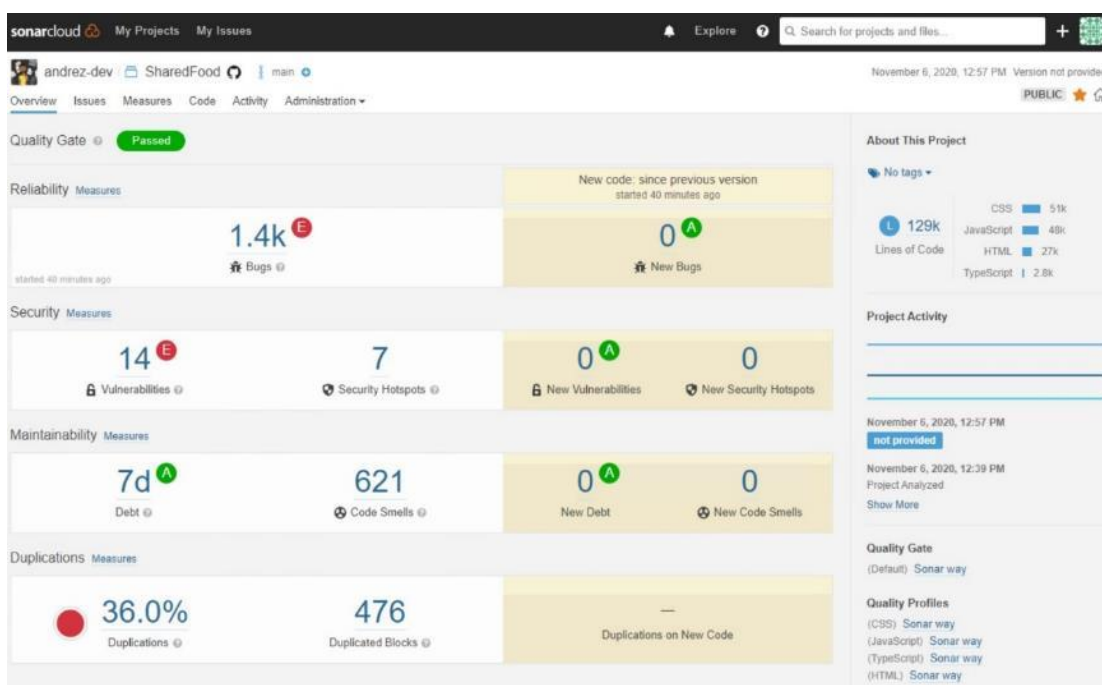 sonarcloud My Projects My Issues Explore ? Search for projects and files... +
andrez-dev SharedFood main November 6, 2020, 12:57 PM Version not provided
Overview Issues Measures Code Activity Administration PUBLIC
Quality Gate Passed
Reliability Measures
New code: since previous version
started 40 minutes ago
1.4k E
Bugs
started 40 minutes ago
0 A
New Bugs
Security Measures
14 E 7 0 A 0
Vulnerabilities Security Hotspots New Vulnerabilities New Security Hotspots
Maintainability Measures
7d A 621 0 A 0
Debt Code Smells New Debt New Code Smells
Duplications Measures
36.0% 476 —
Duplications Duplicated Blocks Duplications on New Code
About This Project
No tags
L 129k
Lines of Code
CSS 51k
JavaScript 48k
HTML 27k
TypeScript 2.8k
Project Activity
November 6, 2020, 12:57 PM
not provided
November 6, 2020, 12:39 PM
Project Analyzed
Show More
Quality Gate
(Default) Sonar way
Quality Profiles
(CSS) Sonar way
(JavaScript) Sonar way
(TypeScript) Sonar way
(HTML) Sonar way